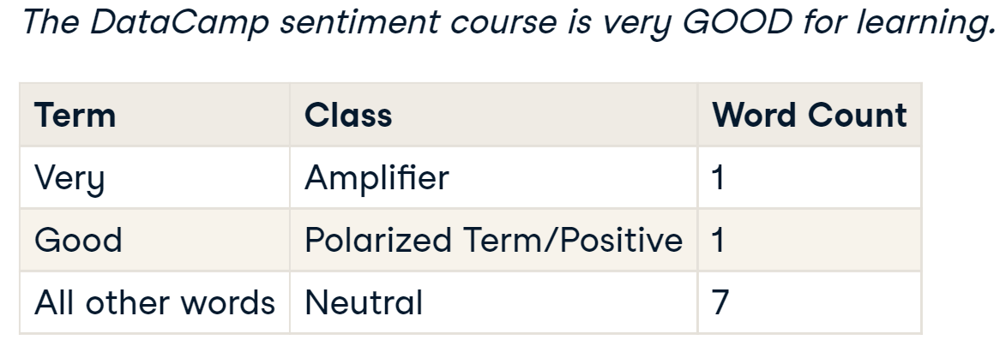 The DataCamp sentiment course is very GOOD for learning.
Term Class Word Count
Very Amplifier 1
Good Polarized Term/Positive 1
All other words Neutral 7